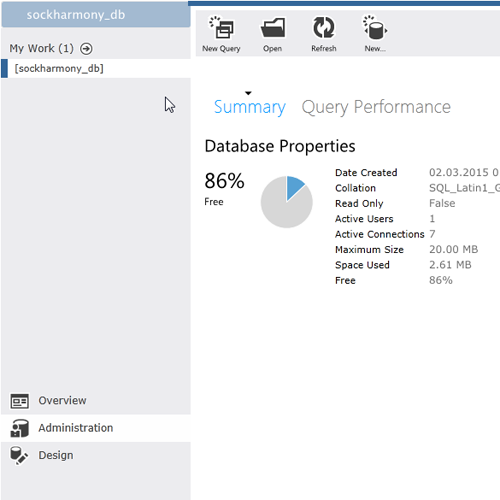 sockharmony_db
My Work (1)
[sockharmony_db]
New Query Open Refresh New...
Summary Query Performance
Database Properties
86%
Free
Date Created 02.03.2015 0
Collation SQL_Latin1_G
Read Only False
Active Users 1
Active Connections 7
Maximum Size 20.00 MB
Space Used 2.61 MB
Free 86%
Overview
Administration
Design